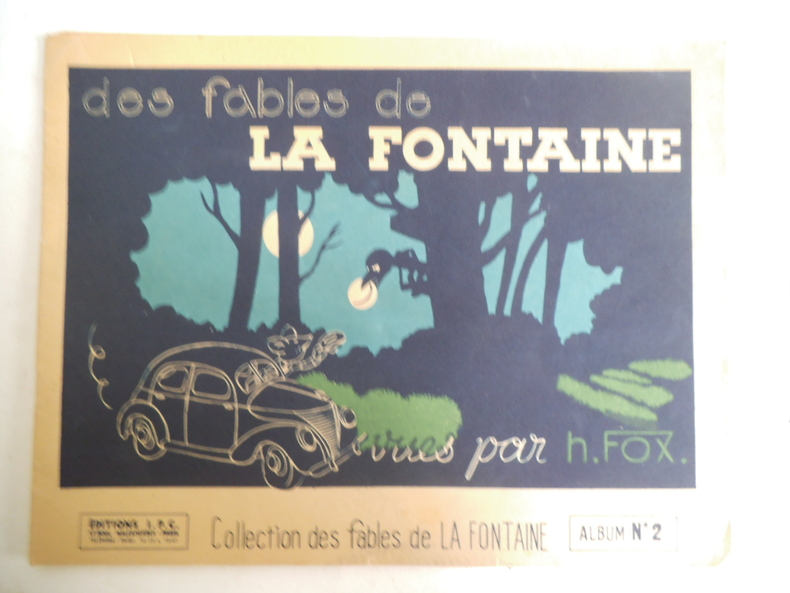 des fables de
LA FONTAINE
vues par h. FOX.
EDITIONS I.P.C.
Collection des fables de LA FONTAINE
ALBUM N° 2